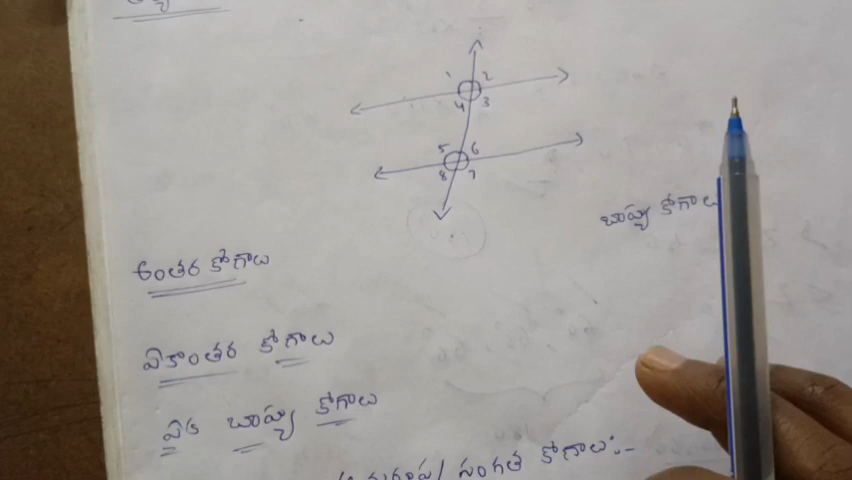 1 2
4 3
5 6
8 7
బాహ్య కోణాలు
అంతర కోణాలు
ఏకాంతర కోణాలు
ఏక బాహ్య కోణాలు
సంగత కోణాలు:-